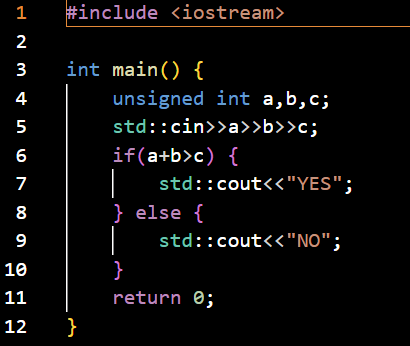 1 #include <iostream>
2
3 int main() {
4     unsigned int a,b,c;
5     std::cin>>a>>b>>c;
6     if(a+b>c) {
7         std::cout<<"YES";
8     } else {
9         std::cout<<"NO";
10     }
11     return 0;
12 }